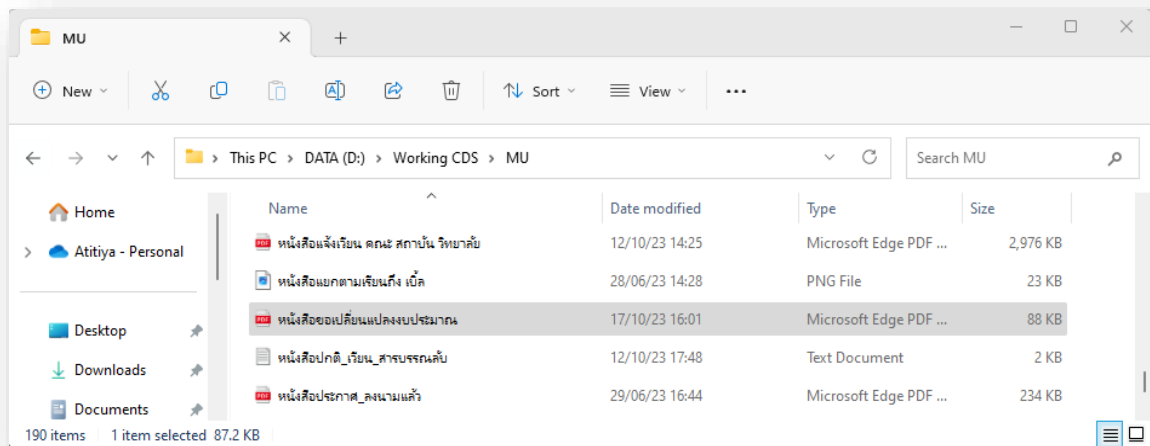 MU
New
Sort
View
This PC > DATA (D:) > Working CDS > MU
Search MU
Home
Atitiya - Personal
Desktop
Downloads
Documents
Name Date modified Type Size
PDF หนังสือแจ้งเวียน คณะ สถาบัน วิทยาลัย 12/10/23 14:25 Microsoft Edge PDF ... 2,976 KB
หนังสือแยกตามเรียนถึง เบิ้ล 28/06/23 14:28 PNG File 23 KB
PDF หนังสือขอเปลี่ยนแปลงงบประมาณ 17/10/23 16:01 Microsoft Edge PDF ... 88 KB
หนังสือปกติ_เวียน_สารบรรณลับ 12/10/23 17:48 Text Document 2 KB
PDF หนังสือประกาศ_ลงนามแล้ว 29/06/23 16:44 Microsoft Edge PDF ... 234 KB
190 items 1 item selected 87.2 KB